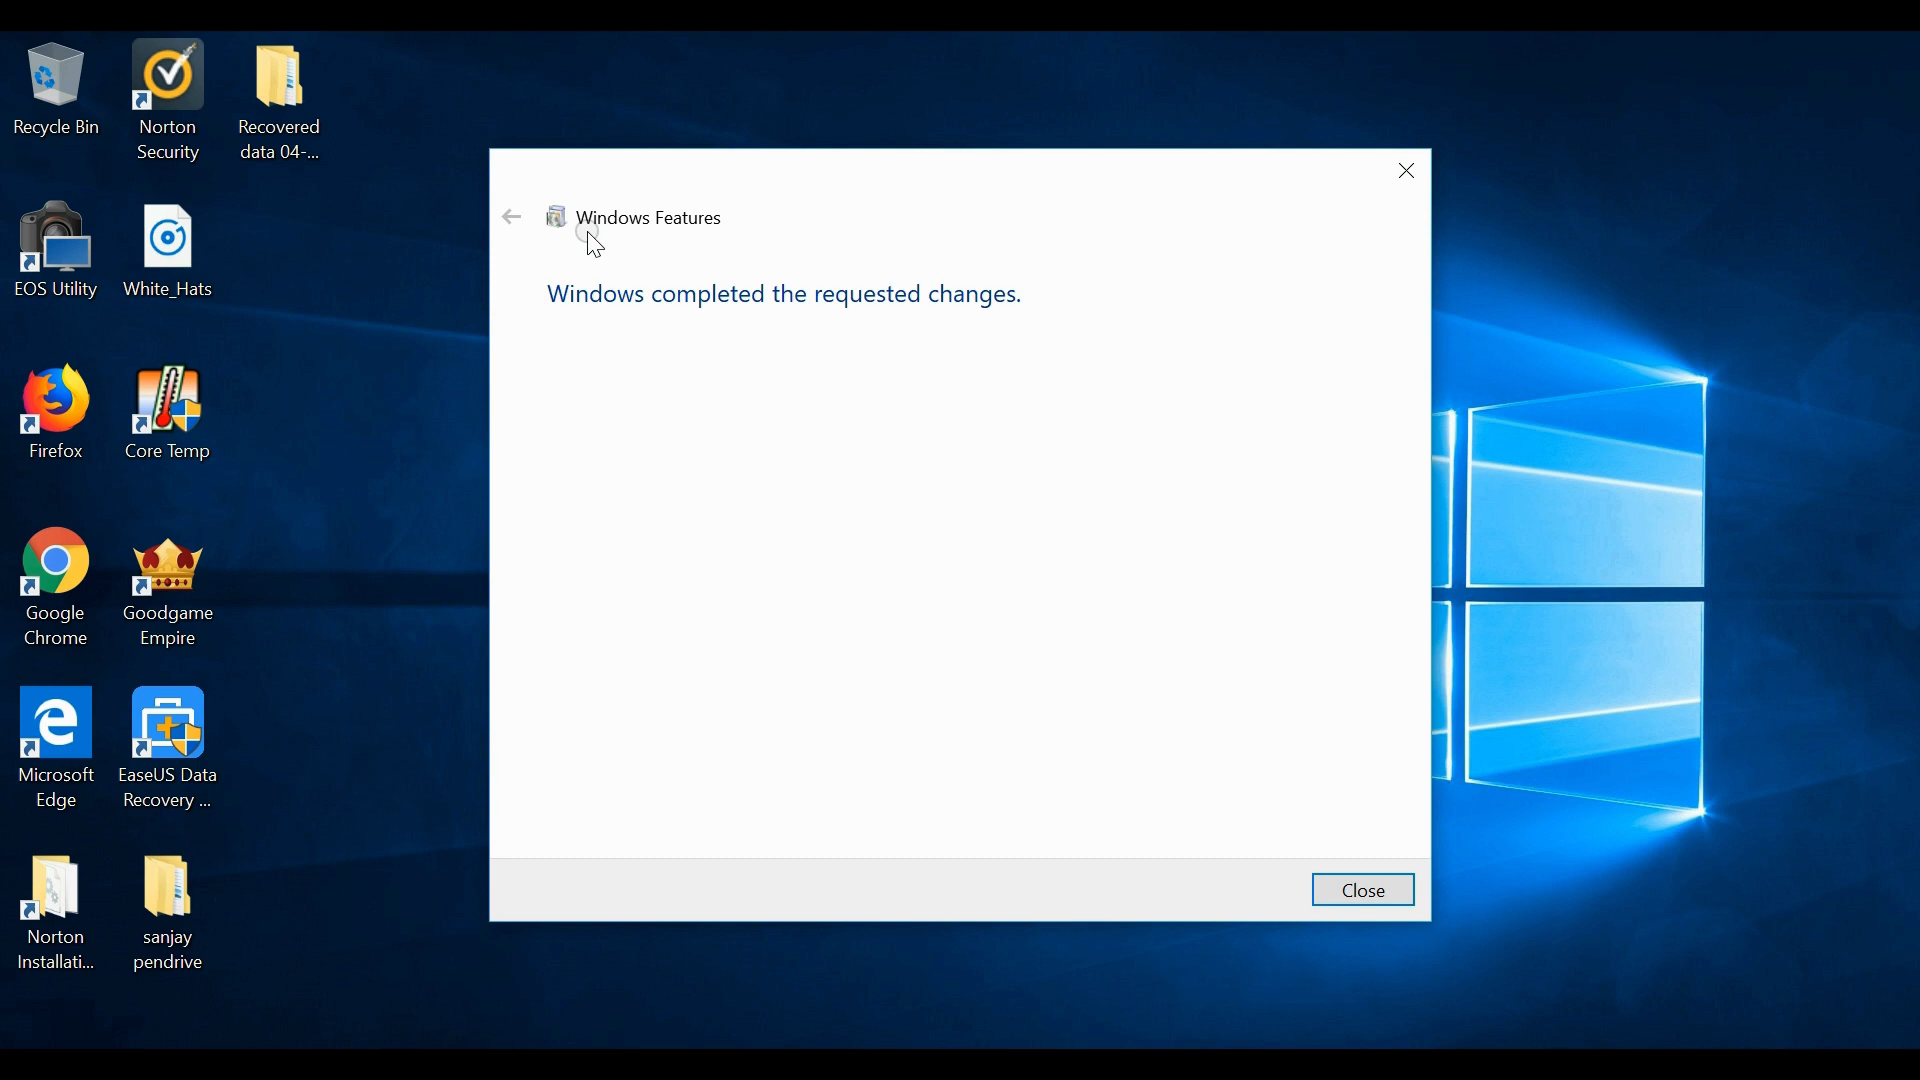 Recycle Bin
Norton
Security
Recovered
data 04-...
EOS Utility
White_Hats
Firefox
Core Temp
Google
Chrome
Goodgame
Empire
Microsoft
Edge
EaseUS Data
Recovery ...
Norton
Installati...
sanjay
pendrive
Windows Features
Windows completed the requested changes.
Close